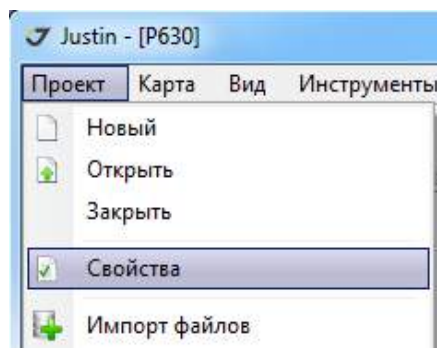 Justin - [P630]
Проект Карта Вид Инструменты
Новый
Открыть
Закрыть
Свойства
Импорт файлов